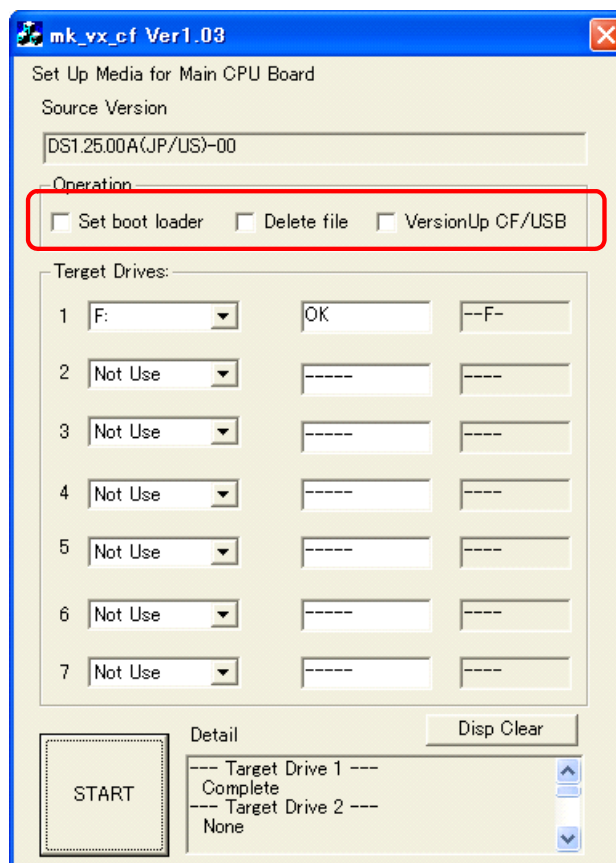 mk_vx_cf Ver1.03
Set Up Media for Main CPU Board
Source Version
DS1.25.00A(JP/US)-00
Operation
Set boot loader Delete file VersionUp CF/USB
Terget Drives:
1 F: OK --F-
2 Not Use ----- ----
3 Not Use ----- ----
4 Not Use ----- ----
5 Not Use ----- ----
6 Not Use ----- ----
7 Not Use ----- ----
Disp Clear
Detail
START
--- Target Drive 1 ---
Complete
--- Target Drive 2 ---
None